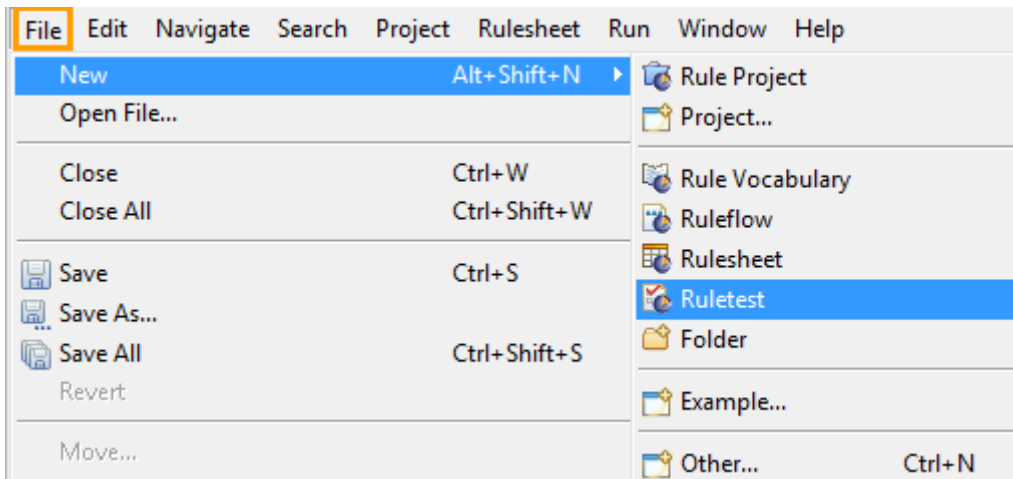 File Edit Navigate Search Project Rulesheet Run Window Help
New Alt+Shift+N
Open File...
Close Ctrl+W
Close All Ctrl+Shift+W
Save Ctrl+S
Save As...
Save All Ctrl+Shift+S
Revert
Move...
Rule Project
Project...
Rule Vocabulary
Ruleflow
Rulesheet
Ruletest
Folder
Example...
Other... Ctrl+N